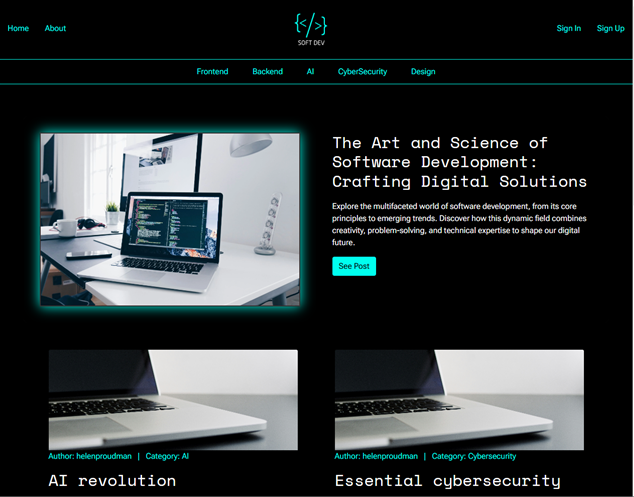 Home About
{</>}
SOFT DEV
Sign In Sign Up
Frontend Backend AI CyberSecurity Design
The Art and Science of
Software Development:
Crafting Digital Solutions
Explore the multifaceted world of software development, from its core
principles to emerging trends. Discover how this dynamic field combines
creativity, problem-solving, and technical expertise to shape our digital
future.
See Post
Author: helenproudman | Category: AI
AI revolution
Author: helenproudman | Category: Cybersecurity
Essential cybersecurity